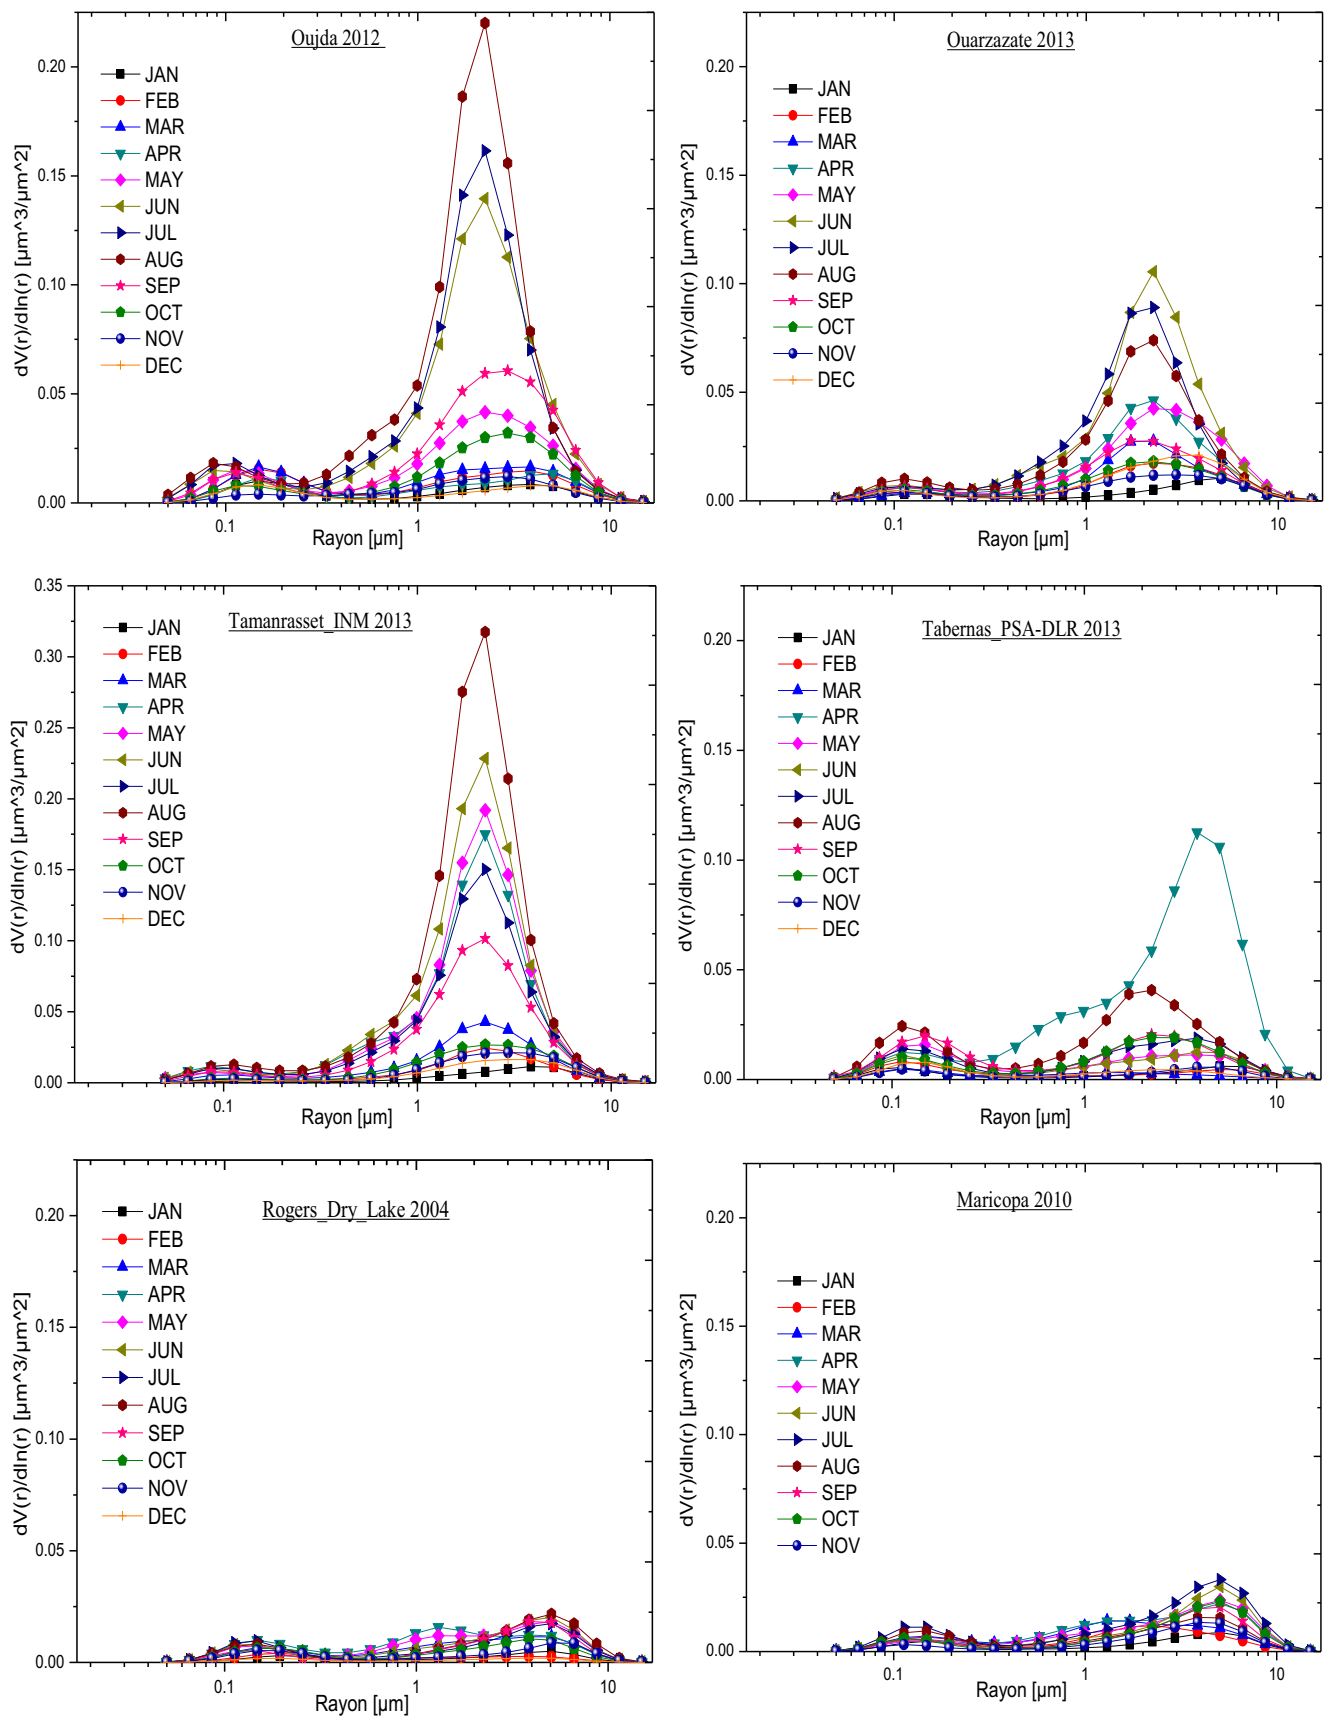 Oujda 2012
dV(r)/dln(r) [µm^3/µm^2]
0.20
0.15
0.10
0.05
0.00
JAN
FEB
MAR
APR
MAY
JUN
JUL
AUG
SEP
OCT
NOV
DEC
0.1 1 10
Rayon [µm]
Ouarzazate 2013
dV(r)/dln(r) [µm^3/µm^2]
0.20
0.15
0.10
0.05
0.00
JAN
FEB
MAR
APR
MAY
JUN
JUL
AUG
SEP
OCT
NOV
DEC
0.1 1 10
Rayon [µm]
Tamanrasset_INM 2013
dV(r)/dln(r) [µm^3/µm^2]
0.35
0.30
0.25
0.20
0.15
0.10
0.05
0.00
JAN
FEB
MAR
APR
MAY
JUN
JUL
AUG
SEP
OCT
NOV
DEC
0.1 1 10
Rayon [µm]
Tabernas_PSA-DLR 2013
dV(r)/dln(r) [µm^3/µm^2]
0.20
0.15
0.10
0.05
0.00
JAN
FEB
MAR
APR
MAY
JUN
JUL
AUG
SEP
OCT
NOV
DEC
0.1 1 10
Rayon [µm]
Rogers_Dry_Lake 2004
dV(r)/dln(r) [µm^3/µm^2]
0.20
0.15
0.10
0.05
0.00
JAN
FEB
MAR
APR
MAY
JUN
JUL
AUG
SEP
OCT
NOV
DEC
0.1 1 10
Rayon [µm]
Maricopa 2010
dV(r)/dln(r) [µm^3/µm^2]
0.20
0.15
0.10
0.05
0.00
JAN
FEB
MAR
APR
MAY
JUN
JUL
AUG
SEP
OCT
NOV
0.1 1 10
Rayon [µm]